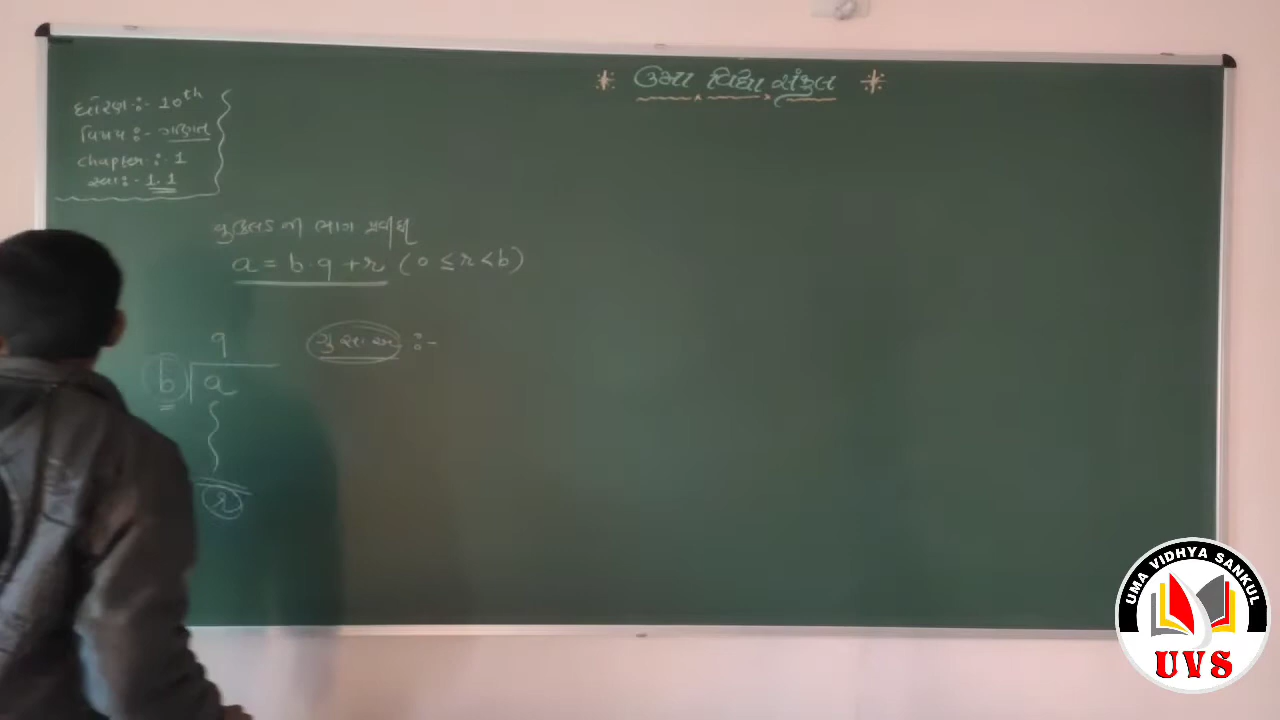 * ઉમા વિદ્યા સંકુલ *
ધોરણ :- 10th
વિષય :- ગણિત
chapter :- 1
સ્વા :- 1.1
યુક્લિડ ની ભાગ પ્રવિધી
a = b·q + r (0 ≤ r < b)
q
b a
r
ગુ.સા.અ :-
UMA VIDHYA SANKUL
UVS